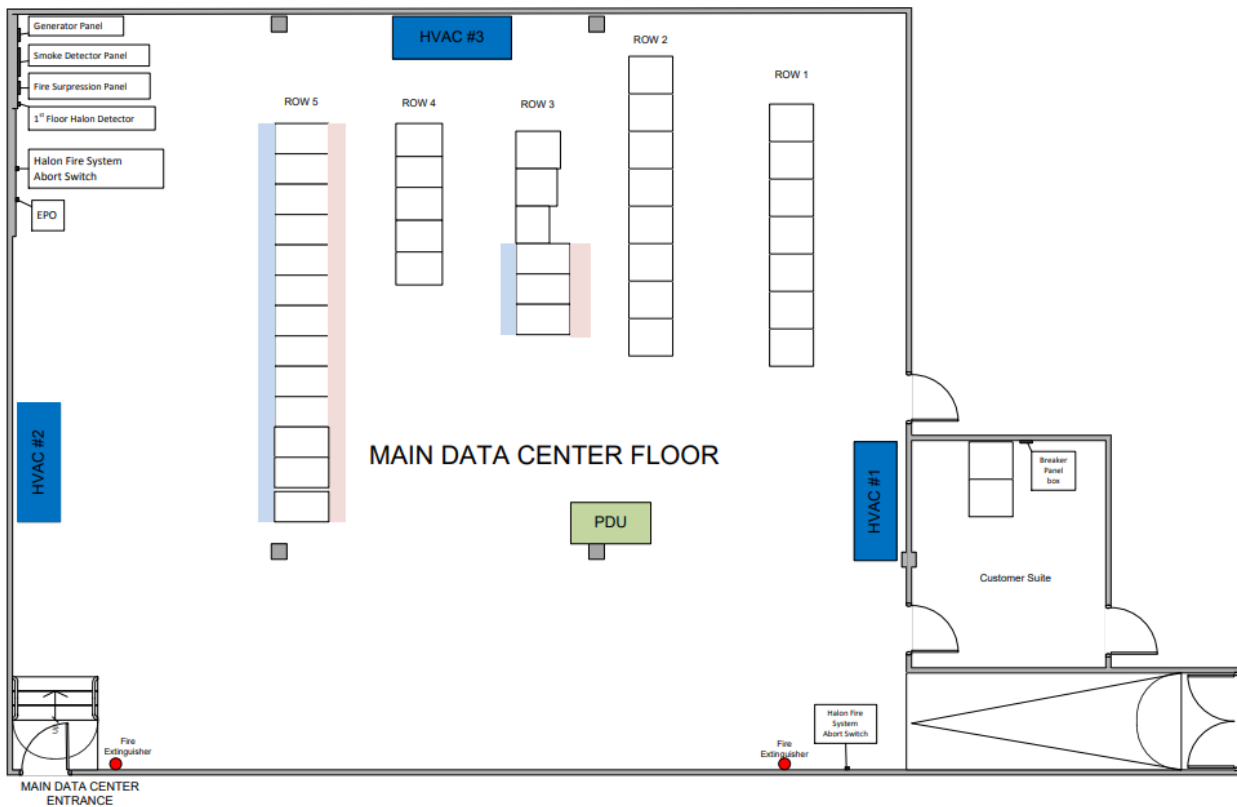 Generator Panel
Smoke Detector Panel
Fire Surpression Panel
1st Floor Halon Detector
Halon Fire System
Abort Switch
EPO
HVAC #3
ROW 2
ROW 1
ROW 5
ROW 4
ROW 3
HVAC #2
MAIN DATA CENTER FLOOR
PDU
HVAC #1
Breaker
Panel
box
Customer Suite
Fire
Extinguisher
MAIN DATA CENTER
ENTRANCE
Fire
Extinguisher
Halon Fire
System
Abort Switch